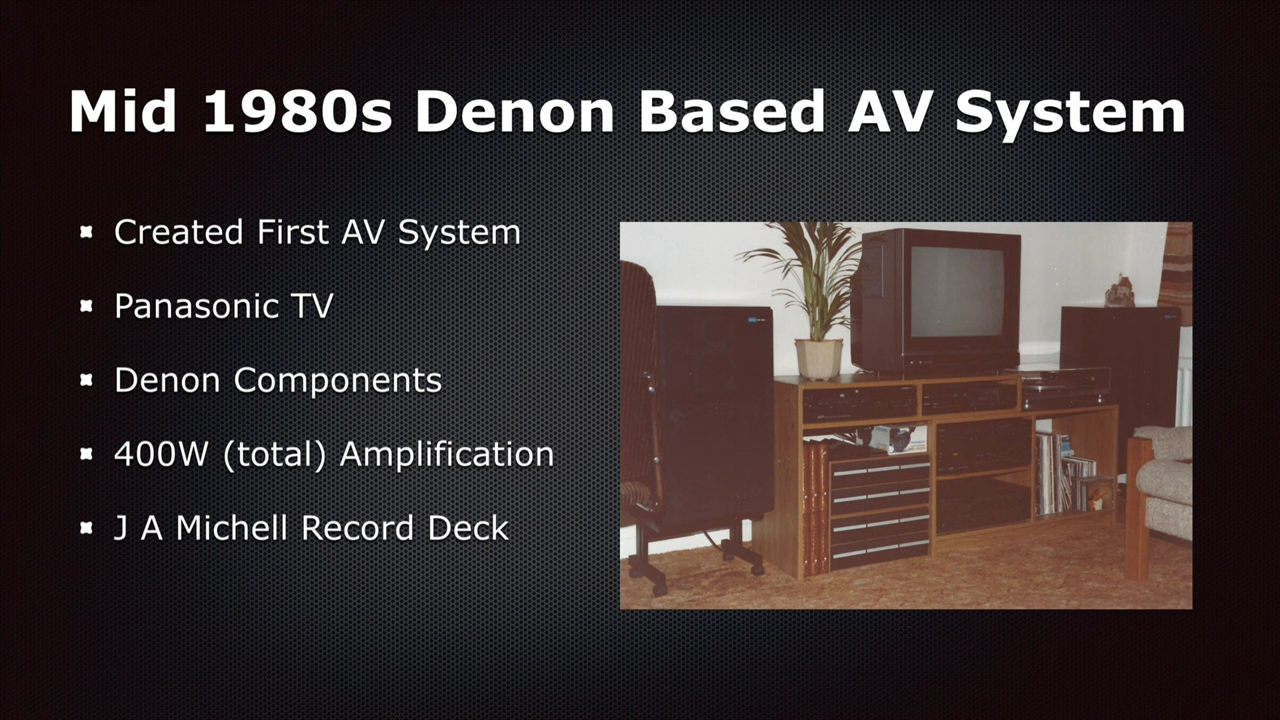 Mid 1980s Denon Based AV System
Created First AV System
Panasonic TV
Denon Components
400W (total) Amplification
J A Michell Record Deck